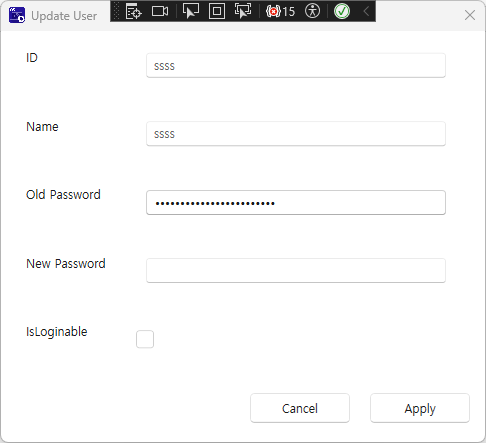 Update User
15
ID
ssss
Name
ssss
Old Password
••••••••••••••••••••••••
New Password
IsLoginable
Cancel
Apply